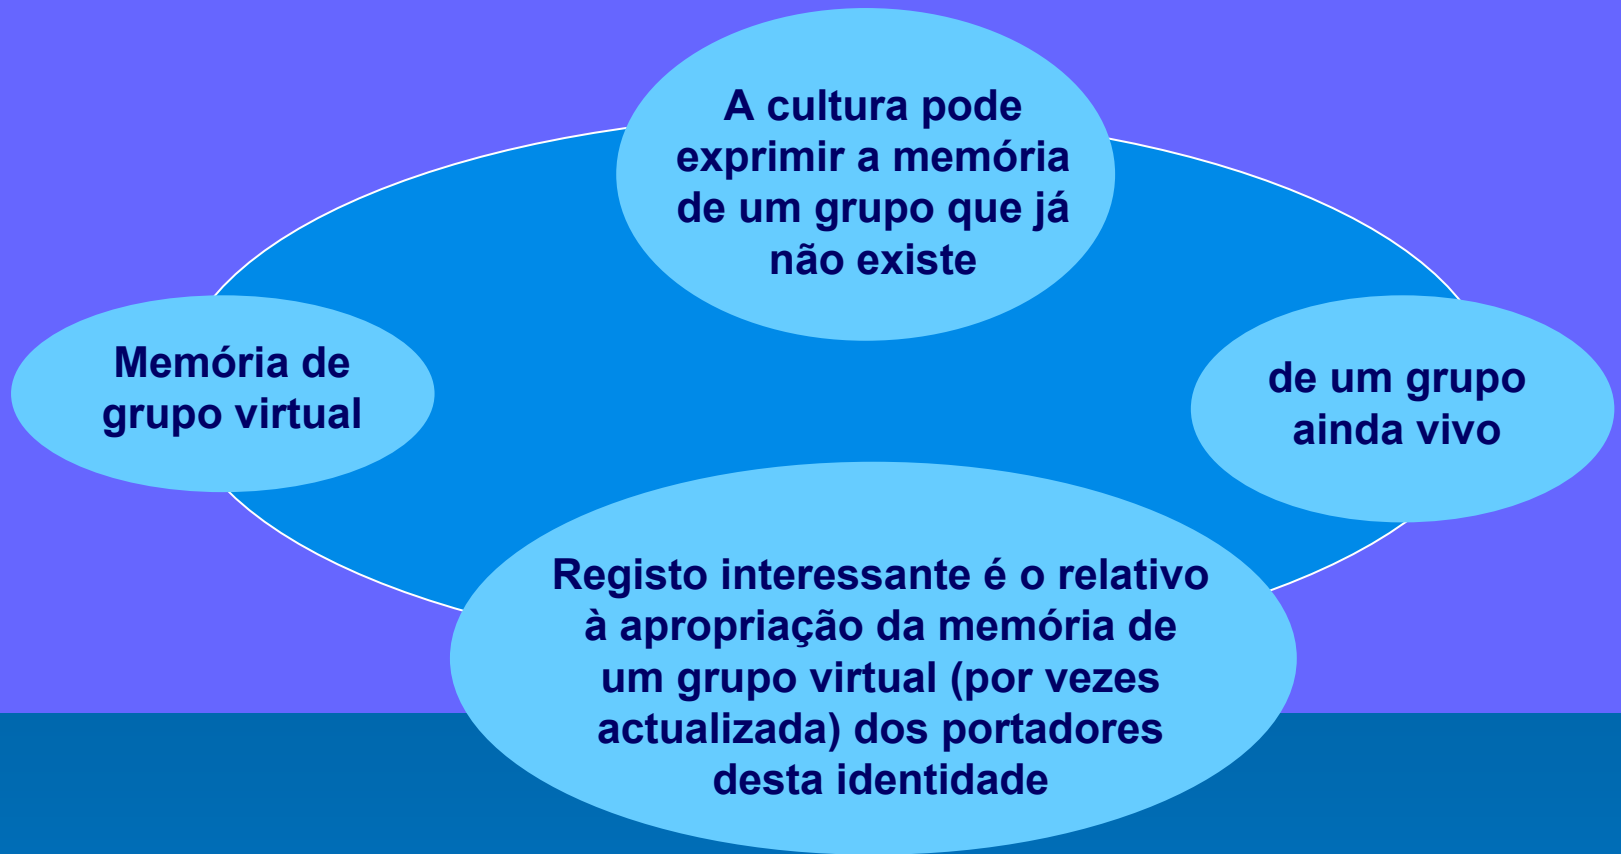 A cultura pode
exprimir a memória
de um grupo que já
não existe
Memória de
grupo virtual
de um grupo
ainda vivo
Registo interessante é o relativo
à apropriação da memória de
um grupo virtual (por vezes
actualizada) dos portadores
desta identidade